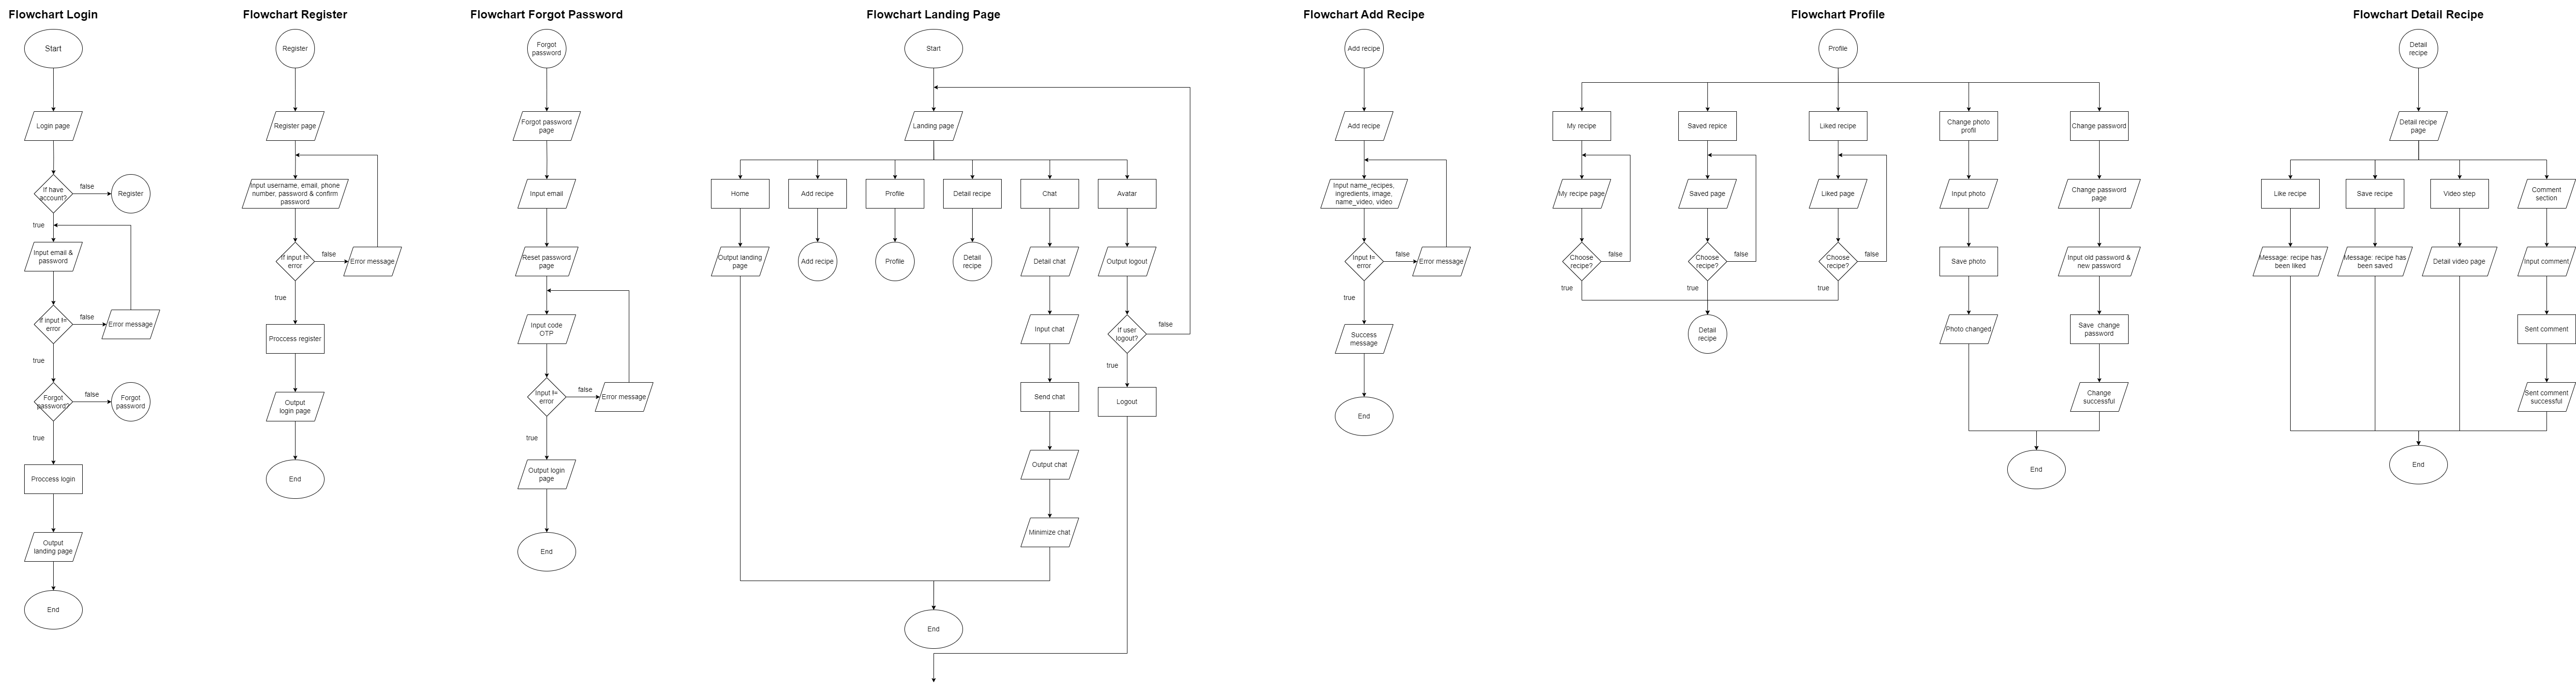 Flowchart Login
Start
Login page
If have
account?
false
Register
true
Input email &
password
If input !=
error
false
Error message
true
Forgot
password?
false
Forgot
password
true
Proccess login
Output
landing page
End
Flowchart Register
Register
Register page
Input username, email, phone
number, password & confirm
password
If input !=
error
false
Error message
true
Proccess register
Output
login page
End
Flowchart Forgot Password
Forgot
password
Forgot password
page
Input email
Reset password
page
Input code
OTP
Input !=
error
false
Error message
true
Output login
page
End
Flowchart Landing Page
Start
Landing page
Home
Add recipe
Profile
Detail recipe
Chat
Avatar
Output landing
page
Add recipe
Profile
Detail
recipe
Detail chat
Output logout
Input chat
If user
logout?
false
true
Send chat
Logout
Output chat
Minimize chat
End
Flowchart Add Recipe
Add recipe
Add recipe
Input name_recipes,
ingredients, image,
name_video, video
Input !=
error
false
Error message
true
Success
message
End
Flowchart Profile
Profile
My recipe
Saved repice
Liked recipe
Change photo
profil
Change password
My recipe page
Saved page
Liked page
Input photo
Change password
page
Choose
recipe?
false
true
Choose
recipe?
false
true
Choose
recipe?
false
true
Save photo
Input old password &
new password
Detail
recipe
Photo changed
Save  change
password
Change
successful
End
Flowchart Detail Recipe
Detail
recipe
Detail recipe
page
Like recipe
Save recipe
Video step
Comment
section
Message: recipe has
been liked
Message: recipe has
been saved
Detail video page
Input comment
Sent comment
Sent comment
successful
End